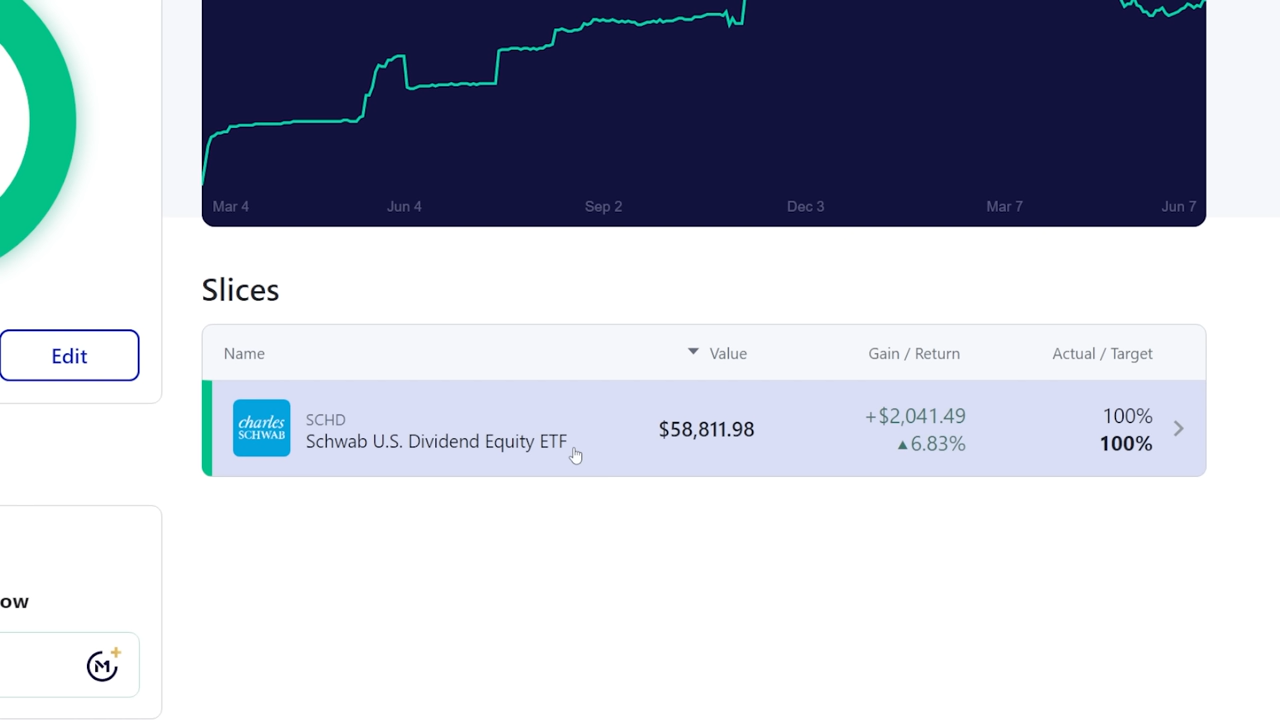 Mar 4 Jun 4 Sep 2 Dec 3 Mar 7 Jun 7
Slices
Edit
Name Value Gain / Return Actual / Target
charles
SCHWAB
SCHD
Schwab U.S. Dividend Equity ETF
$58,811.98
+$2,041.49
▲6.83%
100%
100%
ow
M+